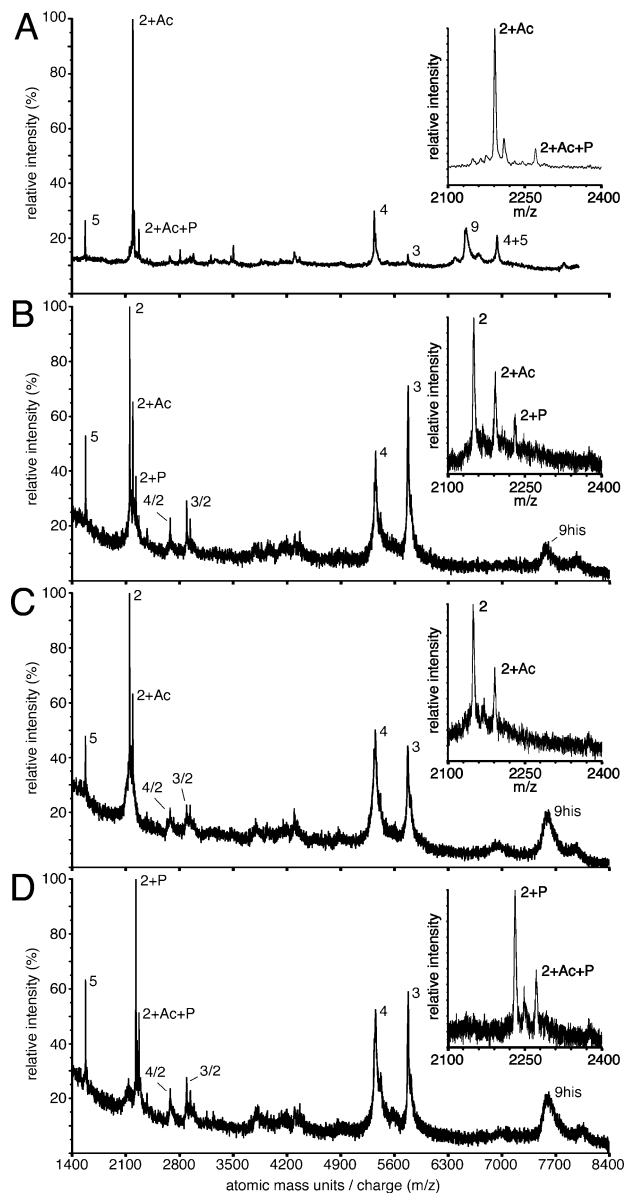 A
relative intensity (%)
100
80
60
40
20
2+Ac
5
2+Ac+P
4
3
9
4+5
relative intensity
2+Ac
2+Ac+P
2100
2250
2400
m/z
B
relative intensity (%)
100
80
60
40
20
2
2+Ac
5
2+P
4/2
3/2
4
3
9his
relative intensity
2
2+Ac
2+P
2100
2250
2400
m/z
C
relative intensity (%)
100
80
60
40
20
2
2+Ac
5
4/2
3/2
4
3
9his
relative intensity
2
2+Ac
2100
2250
2400
m/z
D
relative intensity (%)
100
80
60
40
20
2+P
5
2+Ac+P
4/2
3/2
4
3
9his
relative intensity
2+P
2+Ac+P
2100
2250
2400
m/z
1400 2100 2800 3500 4200 4900 5600 6300 7000 7700 8400
atomic mass units / charge (m/z)